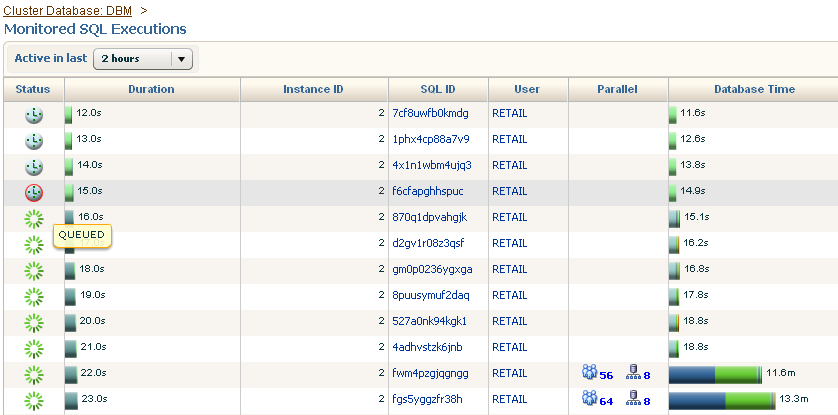 Cluster Database: DBM >
Monitored SQL Executions
Active in last 2 hours
Status Duration Instance ID SQL ID User Parallel Database Time
12.0s 2 7cf8uwfb0kmdg RETAIL 11.6s
13.0s 2 1phx4cp88a7v9 RETAIL 12.6s
14.0s 2 4x1n1wbm4ujq3 RETAIL 13.8s
15.0s 2 f6cfapghhspuc RETAIL 14.9s
16.0s 2 870q1dpvahgjk RETAIL 15.1s
QUEUED 17.0s 2 d2gv1r08z3qsf RETAIL 16.2s
18.0s 2 gm0p0236ygxga RETAIL 16.8s
19.0s 2 8puusymuf2daq RETAIL 17.8s
20.0s 2 527a0nk94kgk1 RETAIL 18.8s
21.0s 2 4adhvstzk6jnb RETAIL 18.8s
22.0s 2 fwm4pzgjqgngg RETAIL 56 8 11.6m
23.0s 2 fgs5yggzfr38h RETAIL 64 8 13.3m